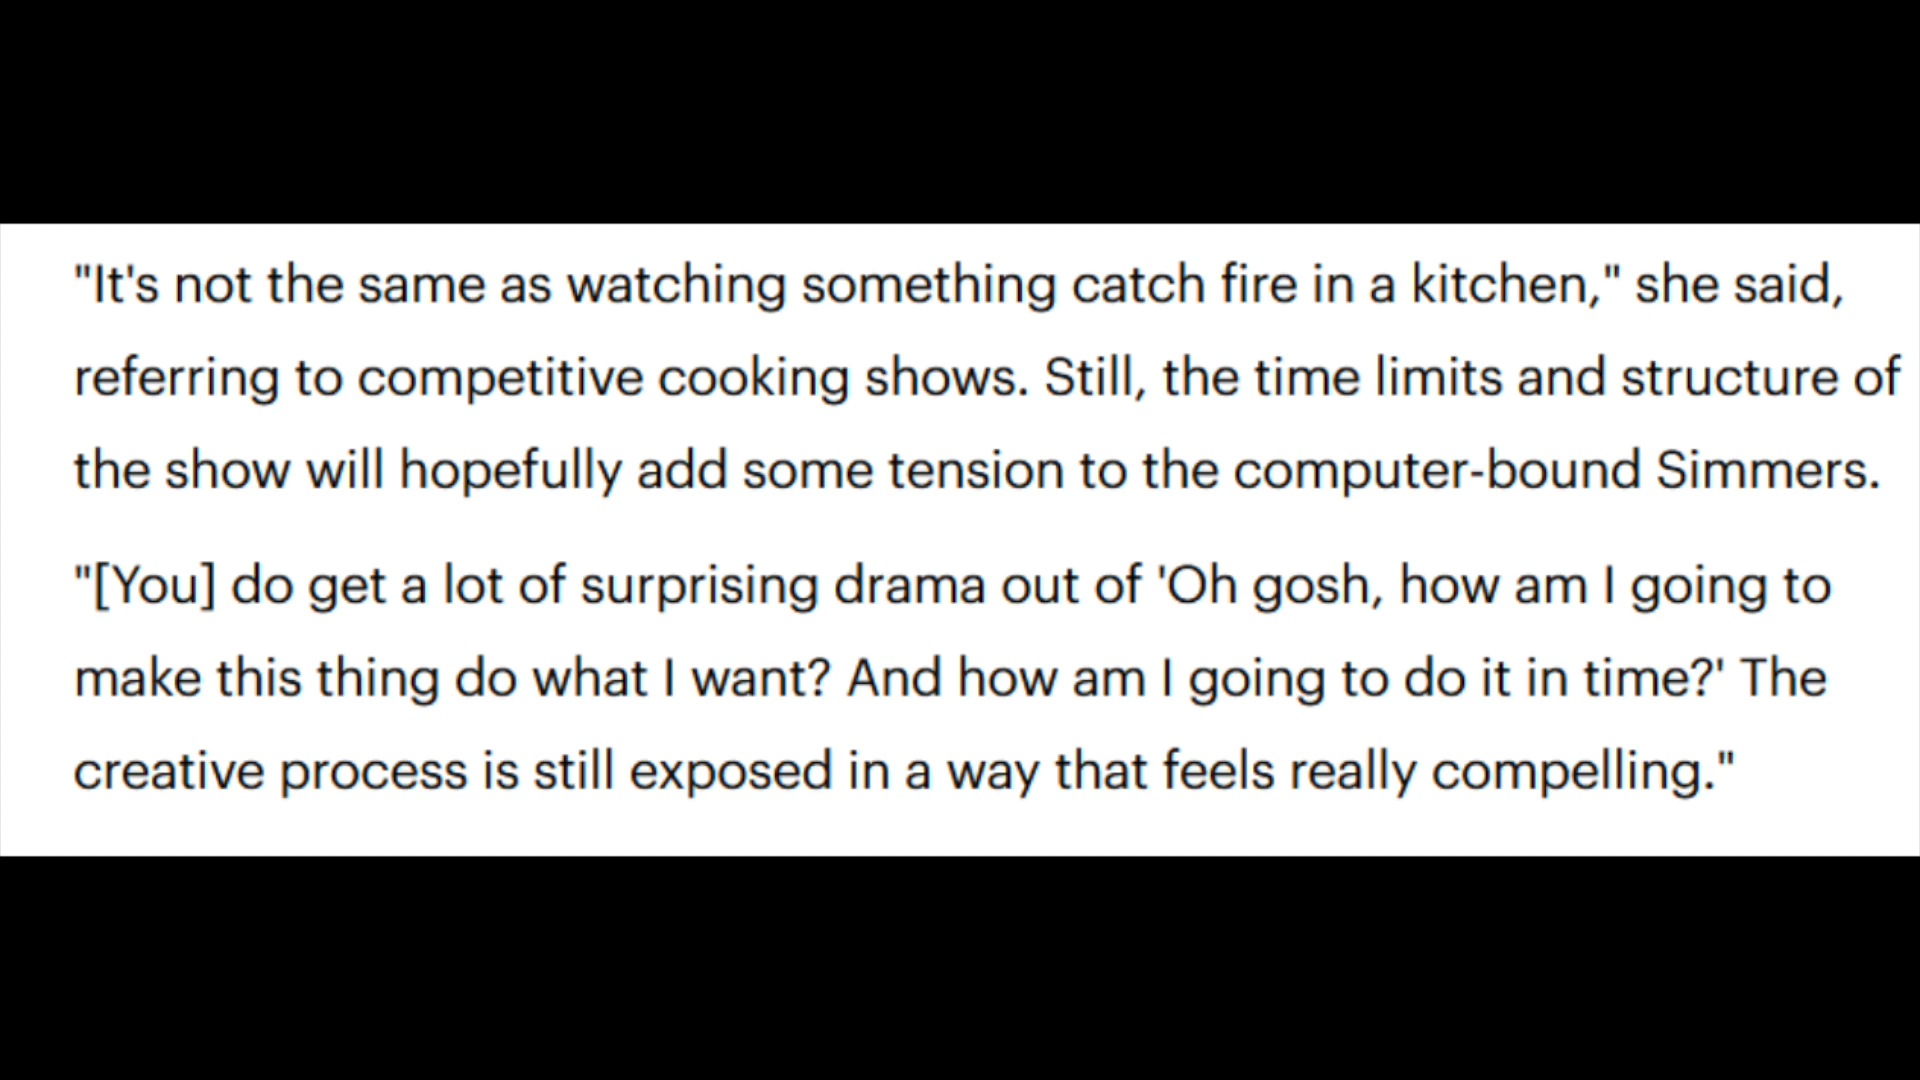 "It's not the same as watching something catch fire in a kitchen," she said,
referring to competitive cooking shows. Still, the time limits and structure of
the show will hopefully add some tension to the computer-bound Simmers.
"[You] do get a lot of surprising drama out of 'Oh gosh, how am I going to
make this thing do what I want? And how am I going to do it in time?' The
creative process is still exposed in a way that feels really compelling."